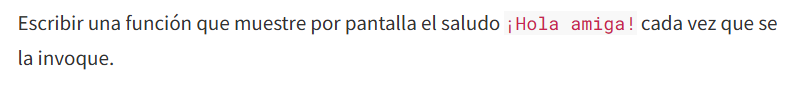 Escribir una función que muestre por pantalla el saludo ¡Hola amiga! cada vez que se
la invoque.